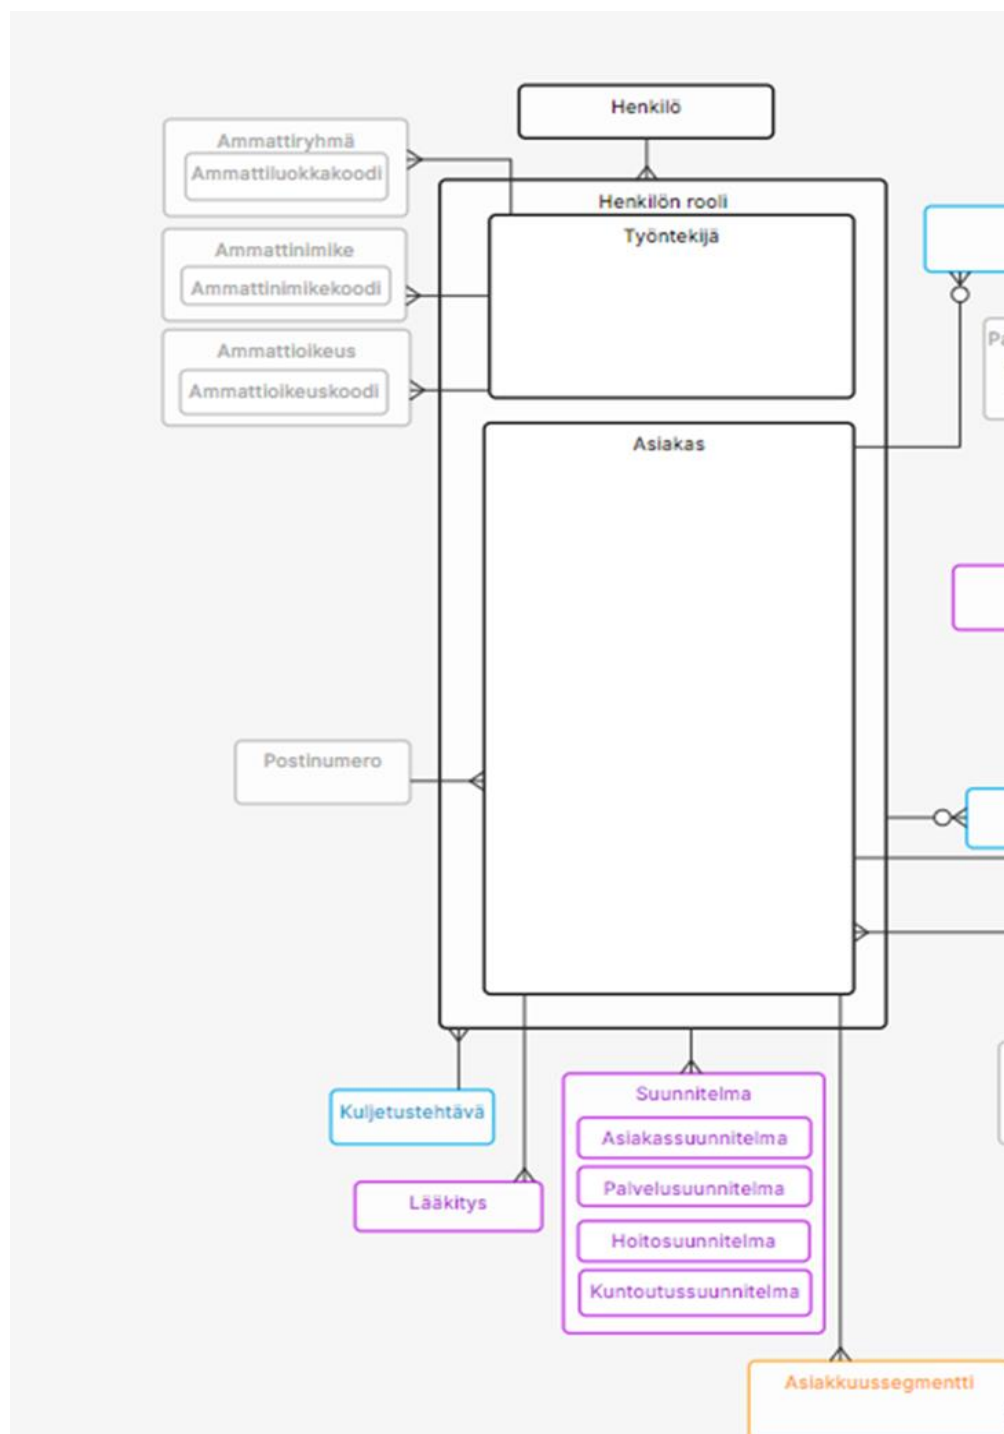 Henkilö
Ammattiryhmä
Ammattiluokkakoodi
Henkilön rooli
Työntekijä
Ammattinimike
Ammattinimikekoodi
Ammattioikeus
Ammattioikeuskoodi
Asiakas
Postinumero
Kuljetustehtävä
Lääkitys
Suunnitelma
Asiakassuunnitelma
Palvelusuunnitelma
Hoitosuunnitelma
Kuntoutussuunnitelma
Asiakkuussegmentti